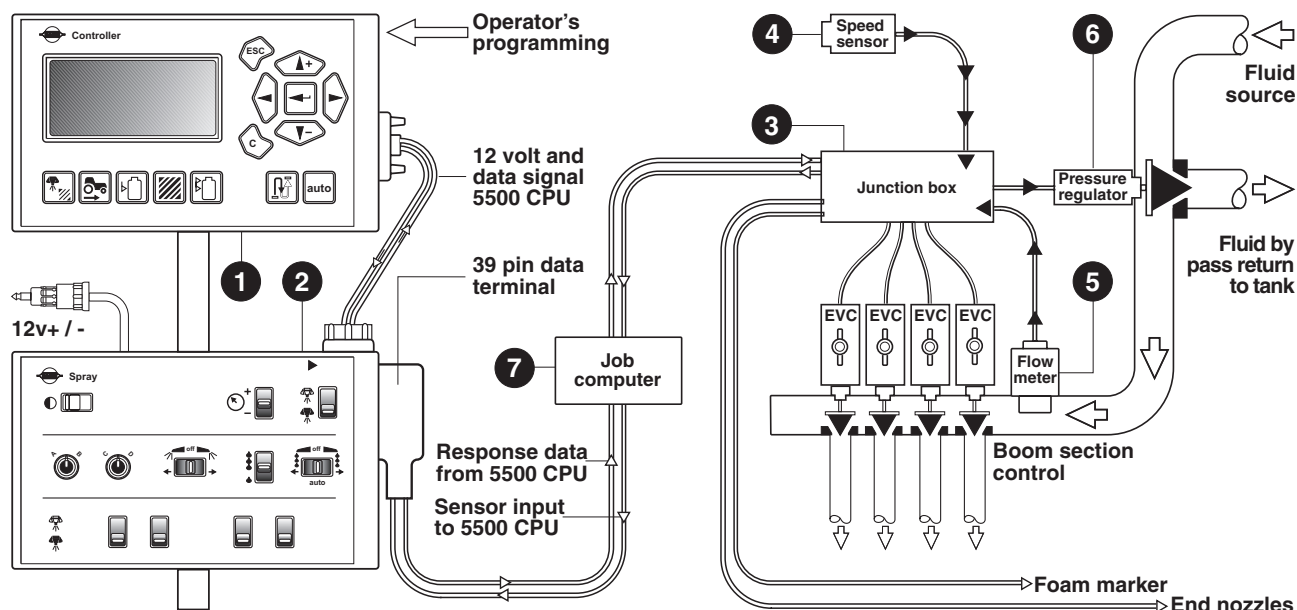 Controller
ESC
+
−
C
auto
Operator's
programming
12 volt and
data signal
5500 CPU
1
2
39 pin data
terminal
12v+ / -
Spray
+
−
A
B
C
D
off
off
auto
7
Job
computer
Response data
from 5500 CPU
Sensor input
to 5500 CPU
4
Speed
sensor
3
Junction box
6
Pressure
regulator
Fluid
source
Fluid by
pass return
to tank
EVC
EVC
EVC
EVC
5
Flow
meter
Boom section
control
Foam marker
End nozzles